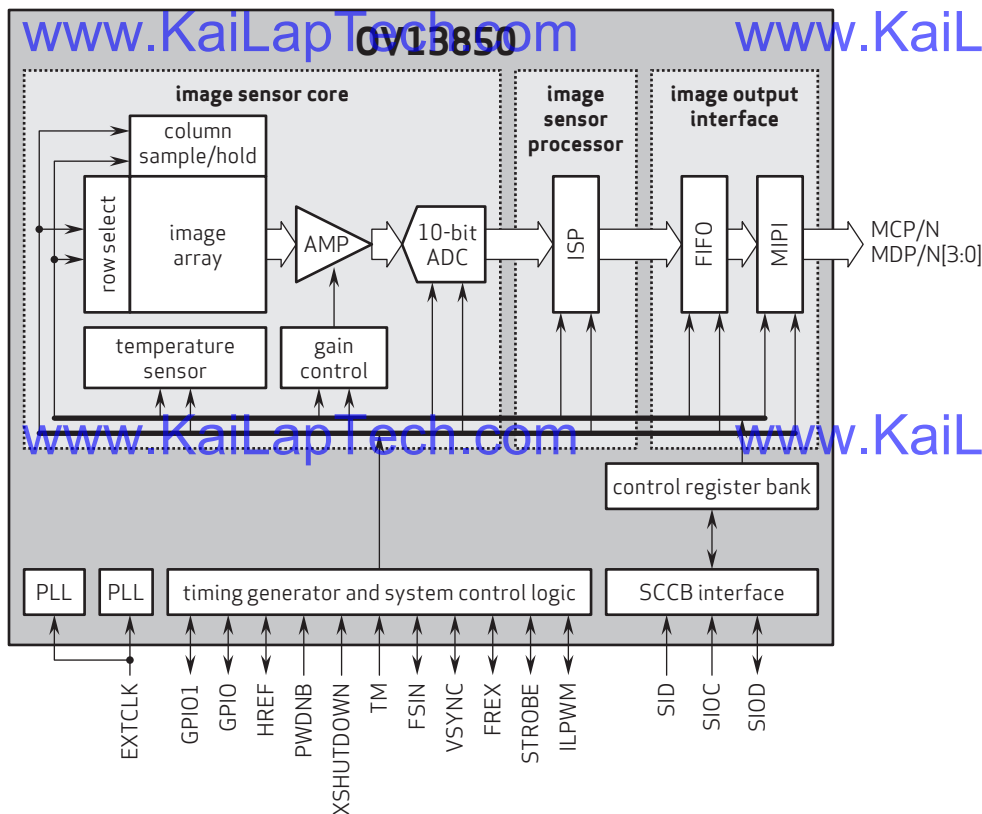 www.KaiLapTech.com
www.KaiL
OV13850
image sensor core
image
sensor
processor
image output
interface
column
sample/hold
row select
image
array
AMP
10-bit
ADC
ISP
FIFO
MIPI
MCP/N
MDP/N[3:0]
temperature
sensor
gain
control
www.KaiLapTech.com
www.KaiL
control register bank
PLL
PLL
timing generator and system control logic
SCCB interface
EXTCLK
GPIO1
GPIO
HREF
PWDNB
XSHUTDOWN
TM
FSIN
VSYNC
FREX
STROBE
ILPWM
SID
SIOC
SIOD